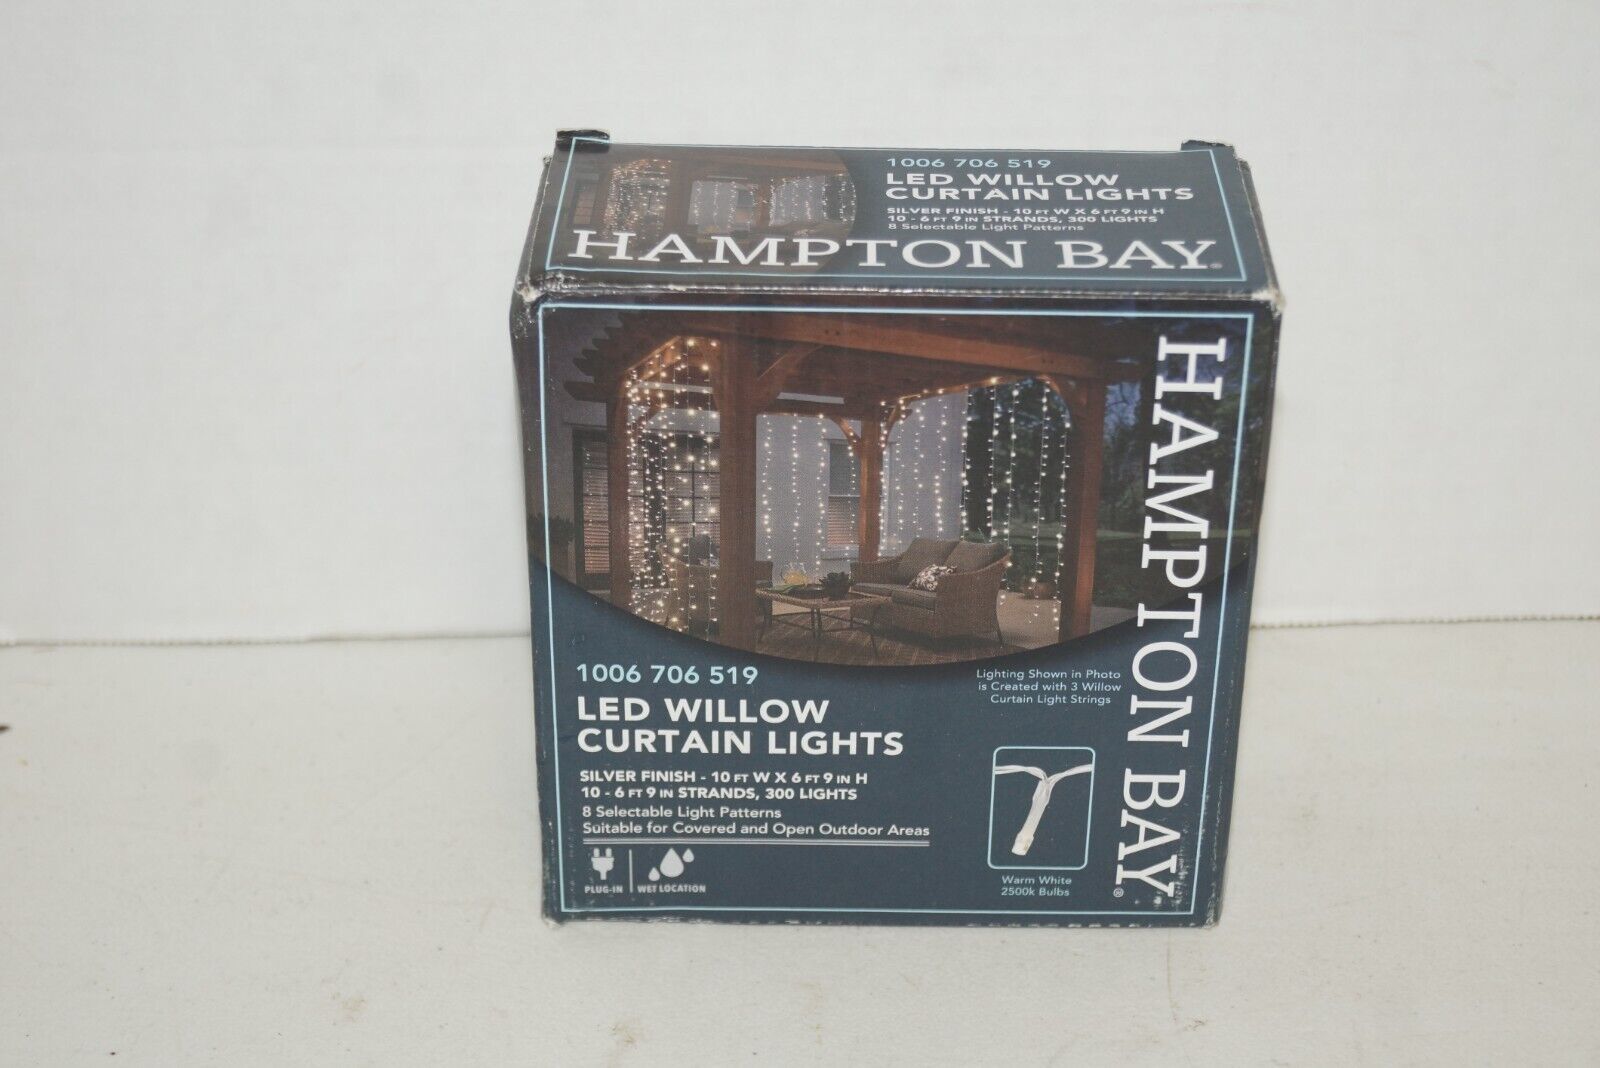 1006 706 519
LED WILLOW
CURTAIN LIGHTS
SILVER FINISH - 10 FT W X 6 FT 9 IN H
10 - 6 FT 9 IN STRANDS, 300 LIGHTS
8 Selectable Light Patterns
HAMPTON BAY®
HAMPTON BAY®
1006 706 519
LED WILLOW
CURTAIN LIGHTS
SILVER FINISH - 10 FT W X 6 FT 9 IN H
10 - 6 FT 9 IN STRANDS, 300 LIGHTS
8 Selectable Light Patterns
Suitable for Covered and Open Outdoor Areas
PLUG-IN
WET LOCATION
Lighting Shown in Photo
is Created with 3 Willow
Curtain Light Strings
Warm White
2500k Bulbs